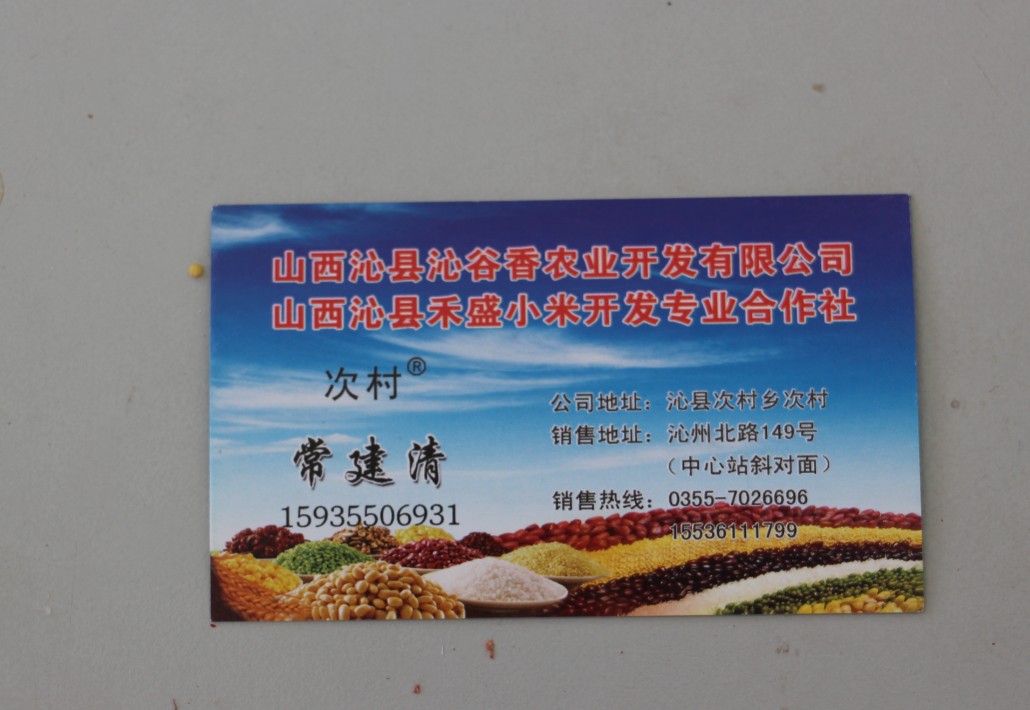 山西沁县沁谷香农业开发有限公司
山西沁县禾盛小米开发专业合作社
次村®
常建清
15935506931
公司地址：沁县次村乡次村
销售地址：沁州北路149号
（中心站斜对面）
销售热线：0355-7026696
15536111799